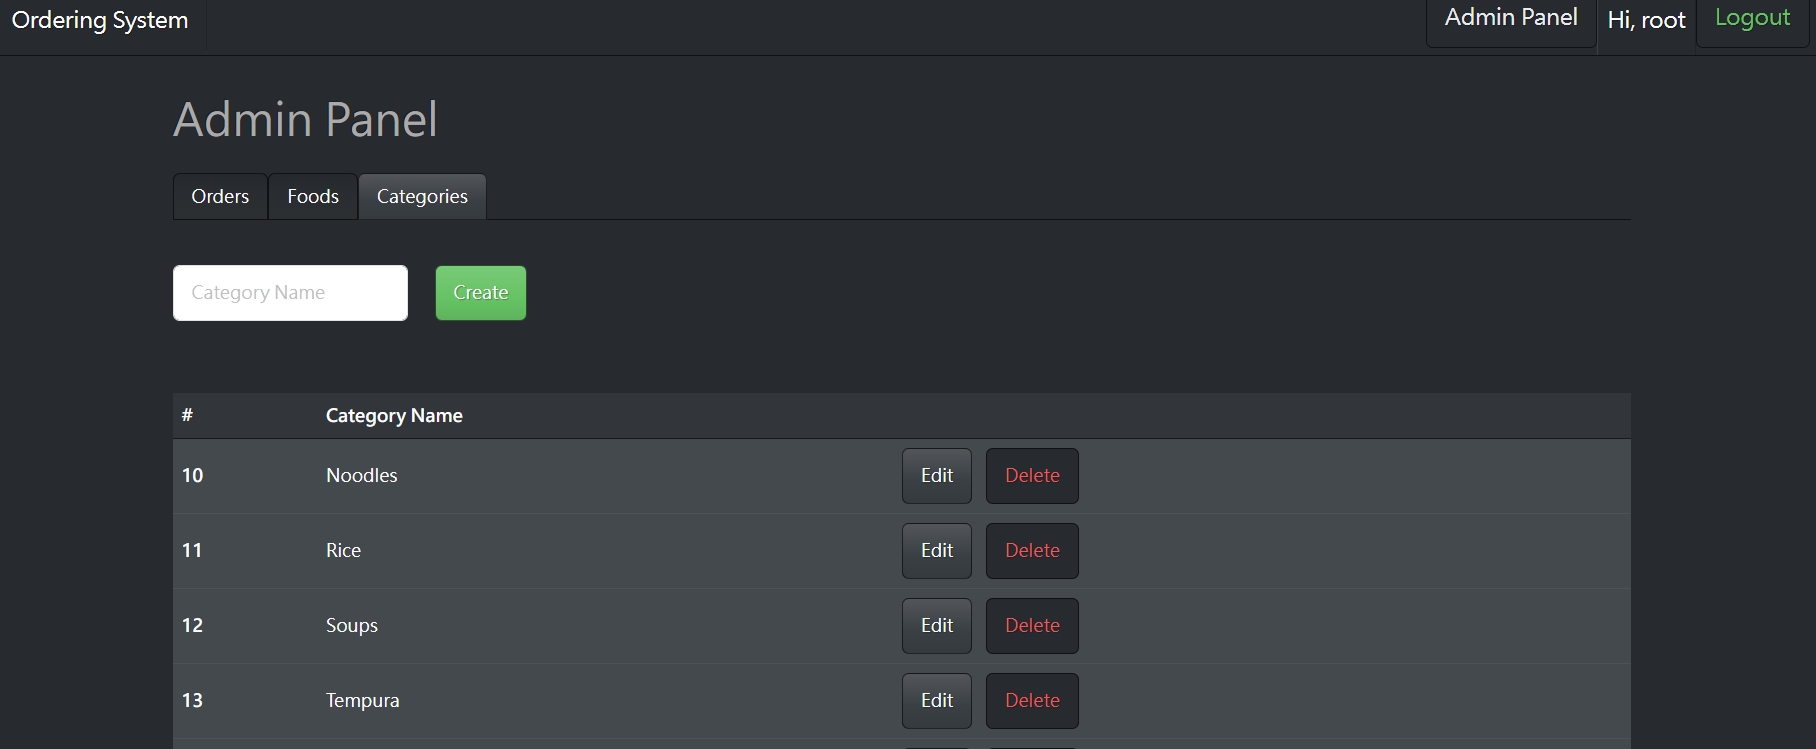 Ordering System Admin Panel Hi, root Logout
Admin Panel
Orders Foods Categories
Category Name Create
# Category Name
10 Noodles Edit Delete
11 Rice Edit Delete
12 Soups Edit Delete
13 Tempura Edit Delete